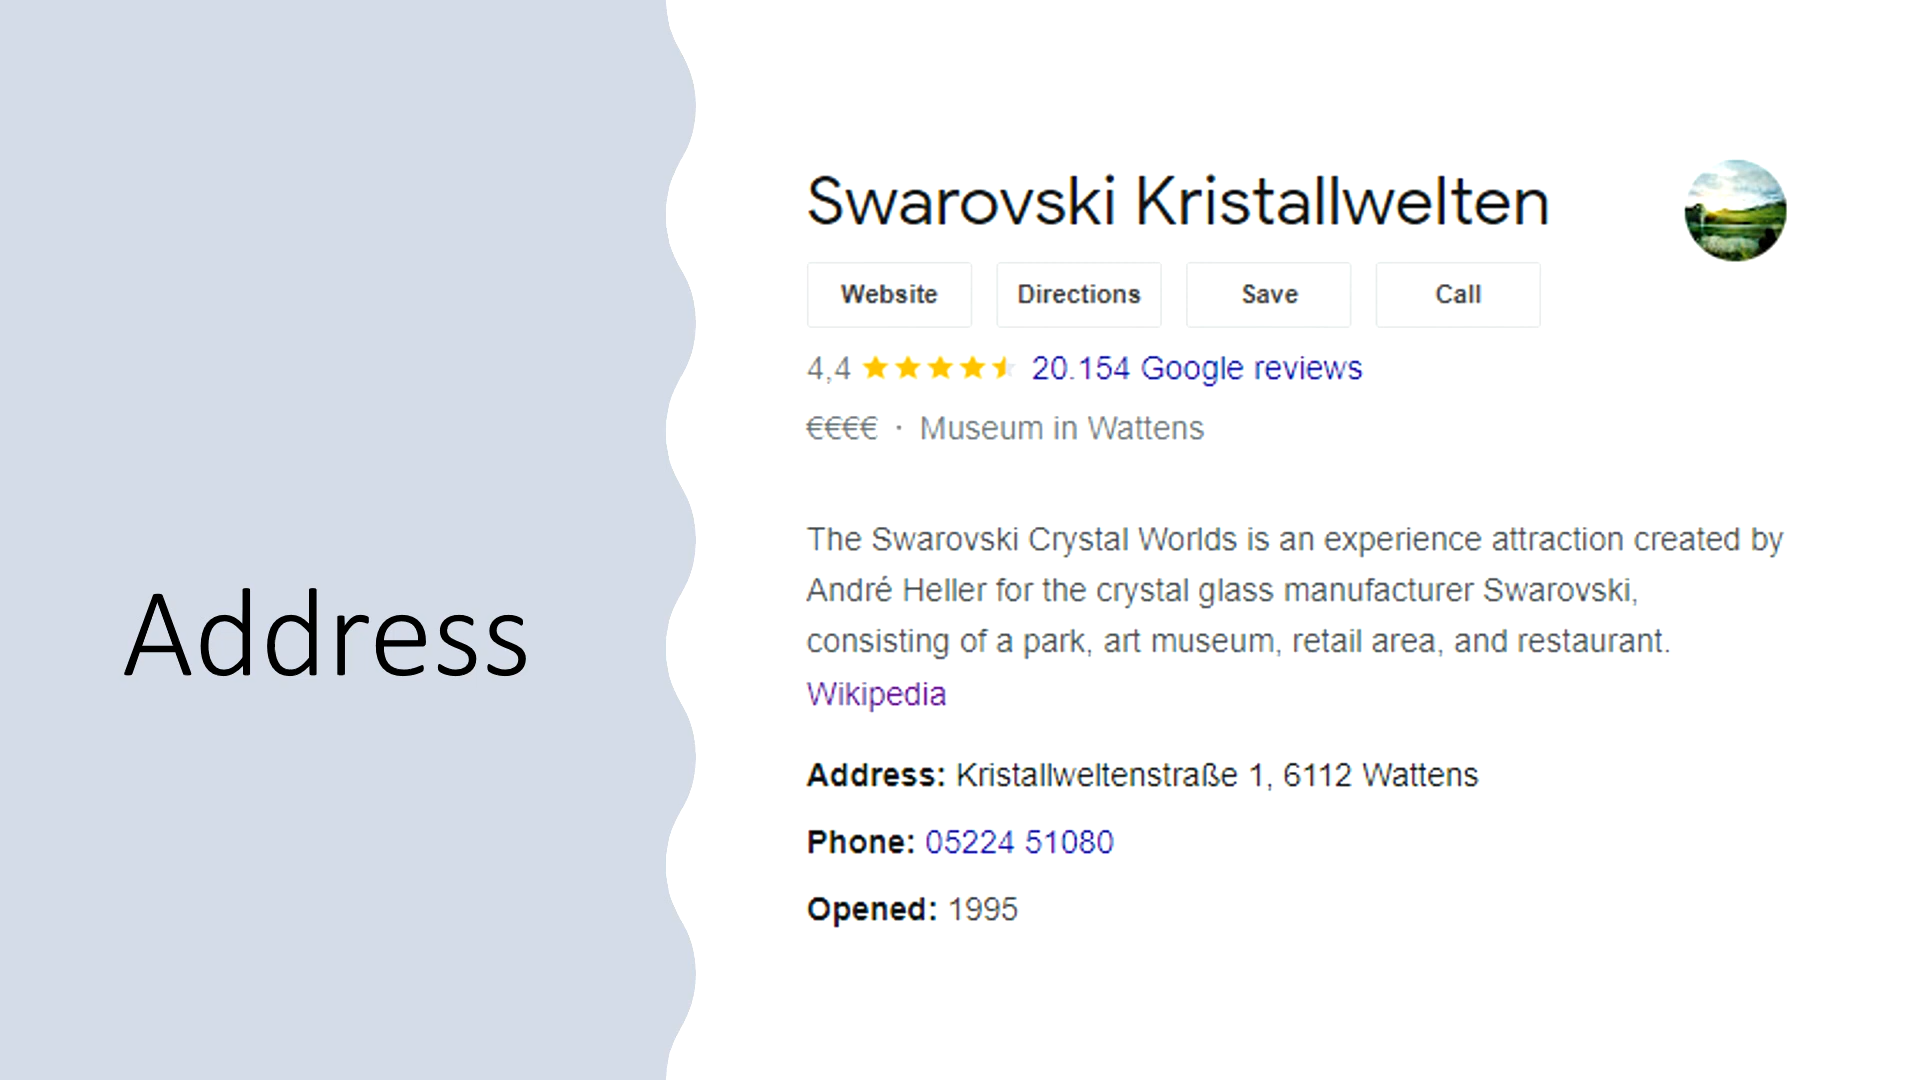 Address
Swarovski Kristallwelten
Website Directions Save Call
4,4 20.154 Google reviews
€€€€ · Museum in Wattens
The Swarovski Crystal Worlds is an experience attraction created by
André Heller for the crystal glass manufacturer Swarovski,
consisting of a park, art museum, retail area, and restaurant.
Wikipedia
Address: Kristallweltenstraße 1, 6112 Wattens
Phone: 05224 51080
Opened: 1995